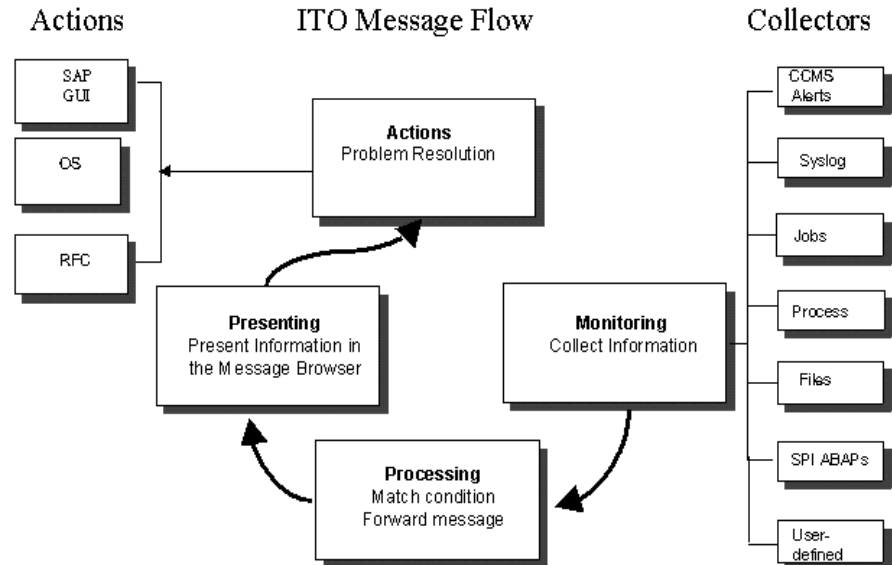 Actions
ITO Message Flow
Collectors
SAP
GUI
OS
RFC
Actions
Problem Resolution
Presenting
Present Information in
the Message Browser
Monitoring
Collect Information
Processing
Match condition
Forward message
CCMS
Alerts
Syslog
Jobs
Process
Files
SPI ABAPs
User-
defined